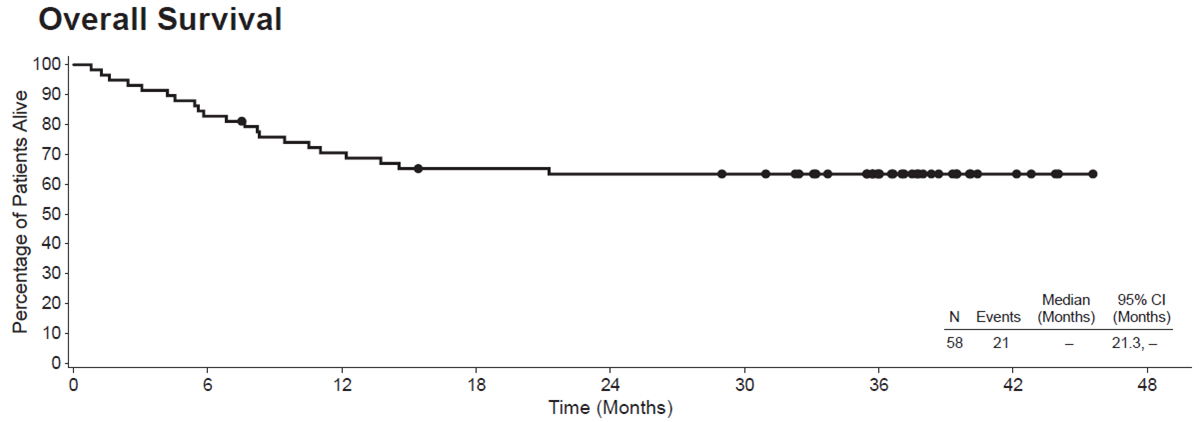 Overall Survival
Percentage of Patients Alive
100
90
80
70
60
50
40
30
20
10
0
0 6 12 18 24 30 36 42 48
Time (Months)
Median 95% CI
N Events (Months) (Months)
58 21 – 21.3, –